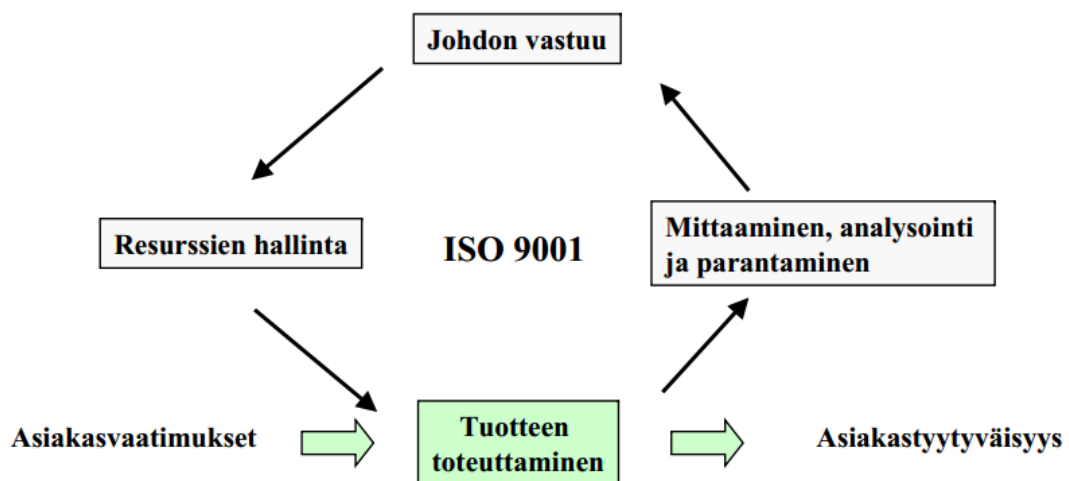 Johdon vastuu
Resurssien hallinta
ISO 9001
Mittaaminen, analysointi
ja parantaminen
Asiakasvaatimukset
Tuotteen
toteuttaminen
Asiakastyytyväisyys